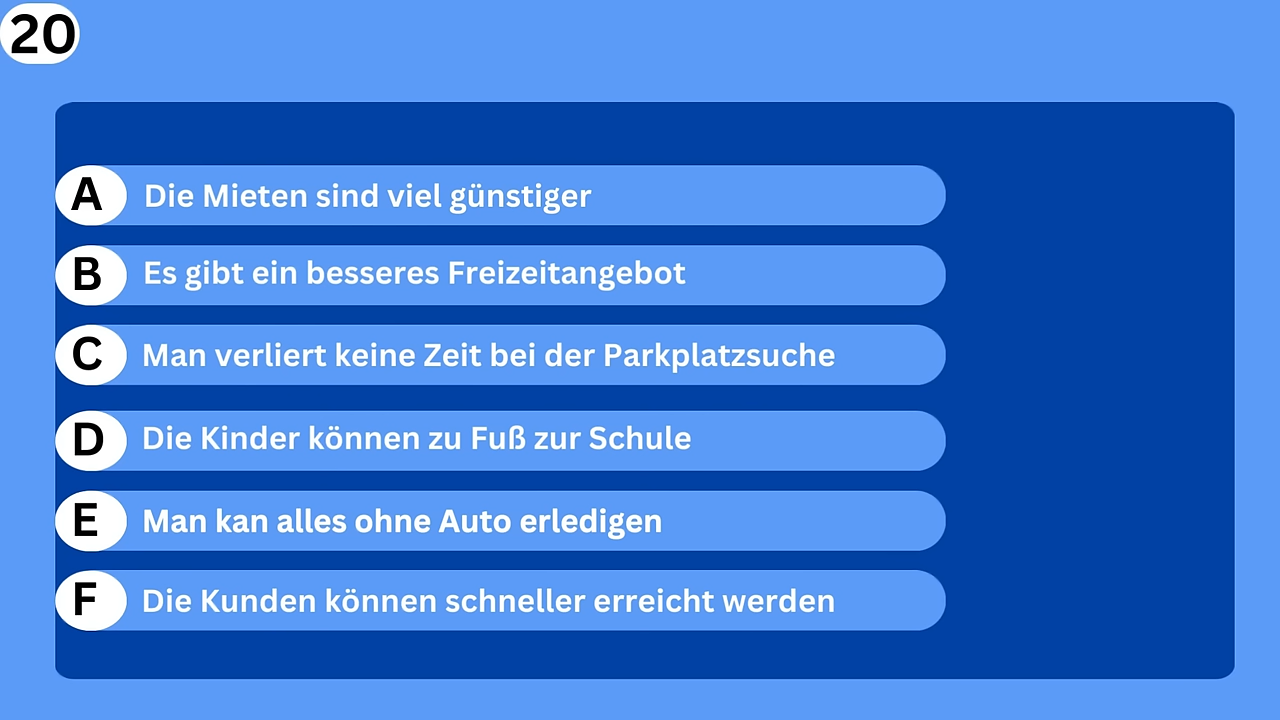 20
A Die Mieten sind viel günstiger
B Es gibt ein besseres Freizeitangebot
C Man verliert keine Zeit bei der Parkplatzsuche
D Die Kinder können zu Fuß zur Schule
E Man kan alles ohne Auto erledigen
F Die Kunden können schneller erreicht werden